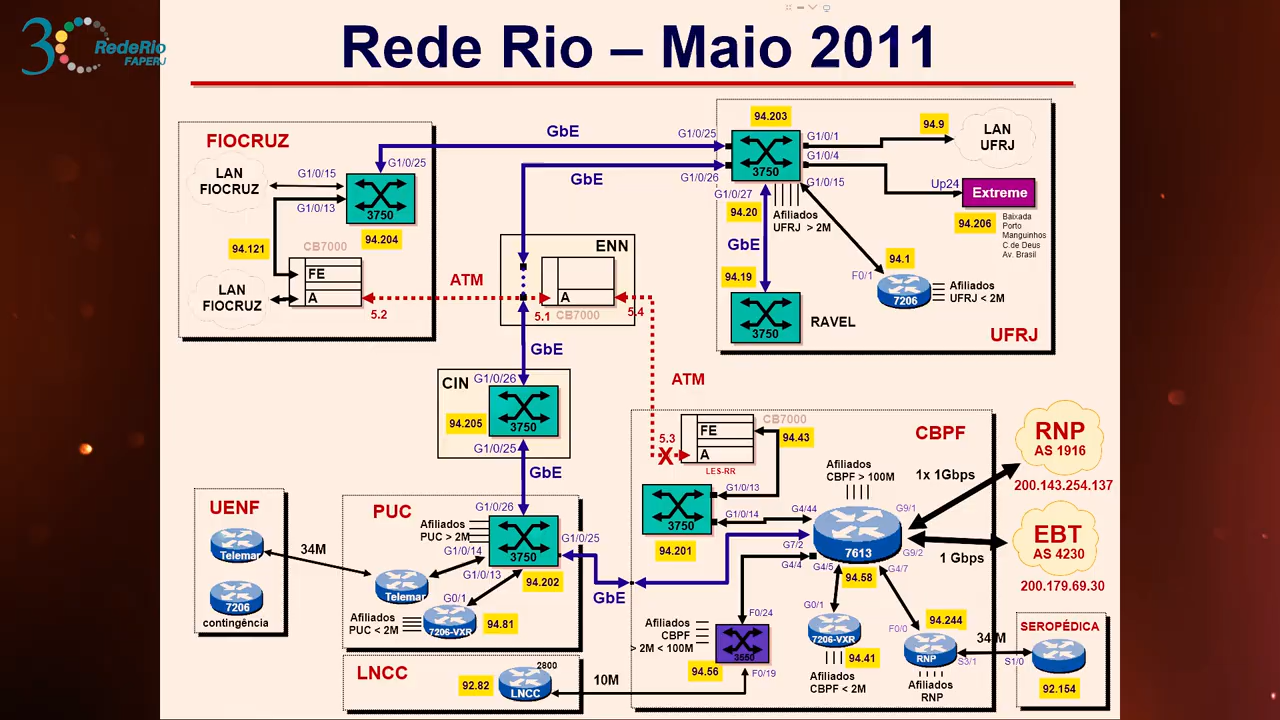 30 RedeRio
FAPERJ
Rede Rio – Maio 2011
FIOCRUZ
LAN
FIOCRUZ
G1/0/15
G1/0/13
G1/0/25
3750
94.204
94.121
CB7000
FE
A
LAN
FIOCRUZ
5.2
GbE
GbE
ATM
ENN
A
5.1
CB7000
5.4
GbE
ATM
94.203
G1/0/25
G1/0/26
G1/0/27
3750
G1/0/1
G1/0/4
G1/0/15
94.9
LAN
UFRJ
Up24
Extreme
94.206
Baixada
Porto
Manguinhos
C.de Deus
Av. Brasil
94.20
Afiliados
UFRJ > 2M
GbE
94.19
3750
RAVEL
94.1
F0/1
7206
Afiliados
UFRJ < 2M
UFRJ
CIN
G1/0/26
94.205
3750
G1/0/25
GbE
CB7000
FE
A
5.3
X
LES-RR
94.43
CBPF
Afiliados
CBPF > 100M
G1/0/13
G1/0/14
3750
94.201
G4/44
G7/2
G4/4
G4/5
G4/7
G9/1
G9/2
7613
94.58
1x 1Gbps
1 Gbps
RNP
AS 1916
200.143.254.137
EBT
AS 4230
200.179.69.30
UENF
Telemar
7206
contingência
34M
PUC
Afiliados
PUC > 2M
G1/0/26
G1/0/25
G1/0/14
G1/0/13
3750
94.202
Telemar
G0/1
7206-VXR
94.81
Afiliados
PUC < 2M
GbE
LNCC
92.82
2800
LNCC
10M
Afiliados
CBPF
> 2M < 100M
F0/24
3550
94.56
F0/19
G0/1
7206-VXR
94.41
Afiliados
CBPF < 2M
94.244
F0/0
RNP
S3/1
Afiliados
RNP
34 M
SEROPÉDICA
S1/0
92.154